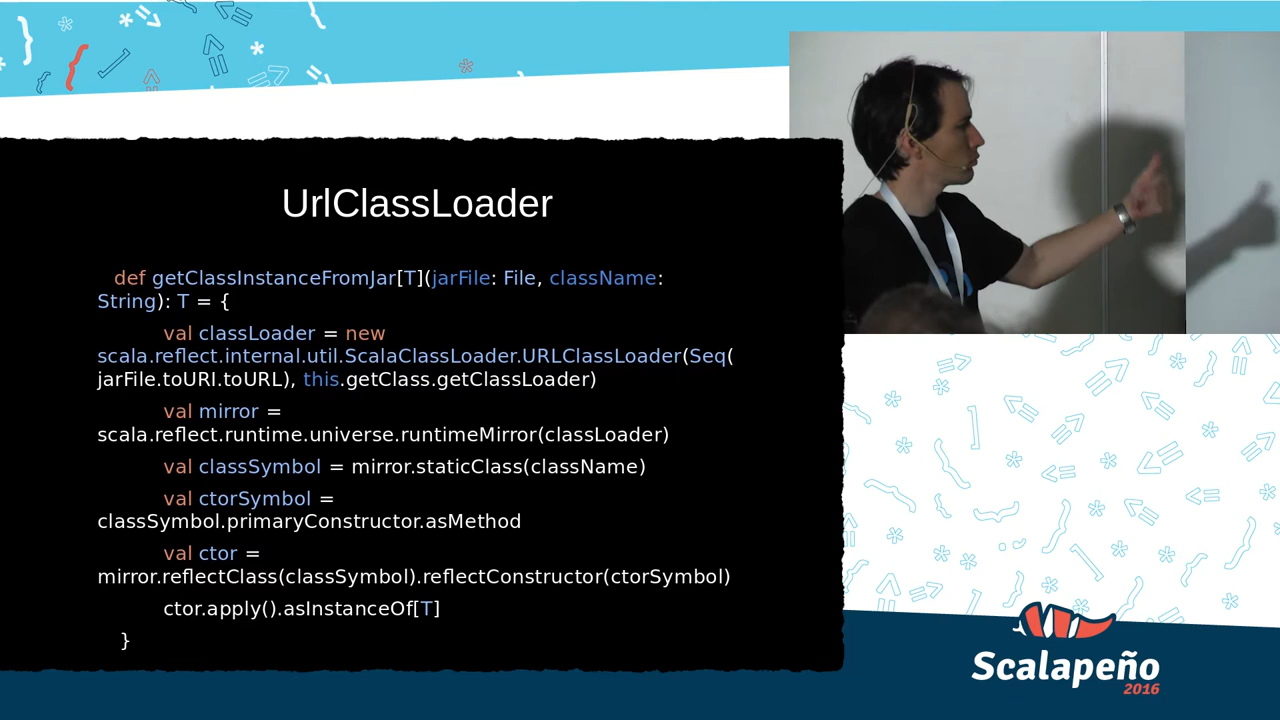 UrlClassLoader
def getClassInstanceFromJar[T](jarFile: File, className:
String): T = {
val classLoader = new
scala.reflect.internal.util.ScalaClassLoader.URLClassLoader(Seq(
jarFile.toURI.toURL), this.getClass.getClassLoader)
val mirror =
scala.reflect.runtime.universe.runtimeMirror(classLoader)
val classSymbol = mirror.staticClass(className)
val ctorSymbol =
classSymbol.primaryConstructor.asMethod
val ctor =
mirror.reflectClass(classSymbol).reflectConstructor(ctorSymbol)
ctor.apply().asInstanceOf[T]
}
Scalapeño
2016